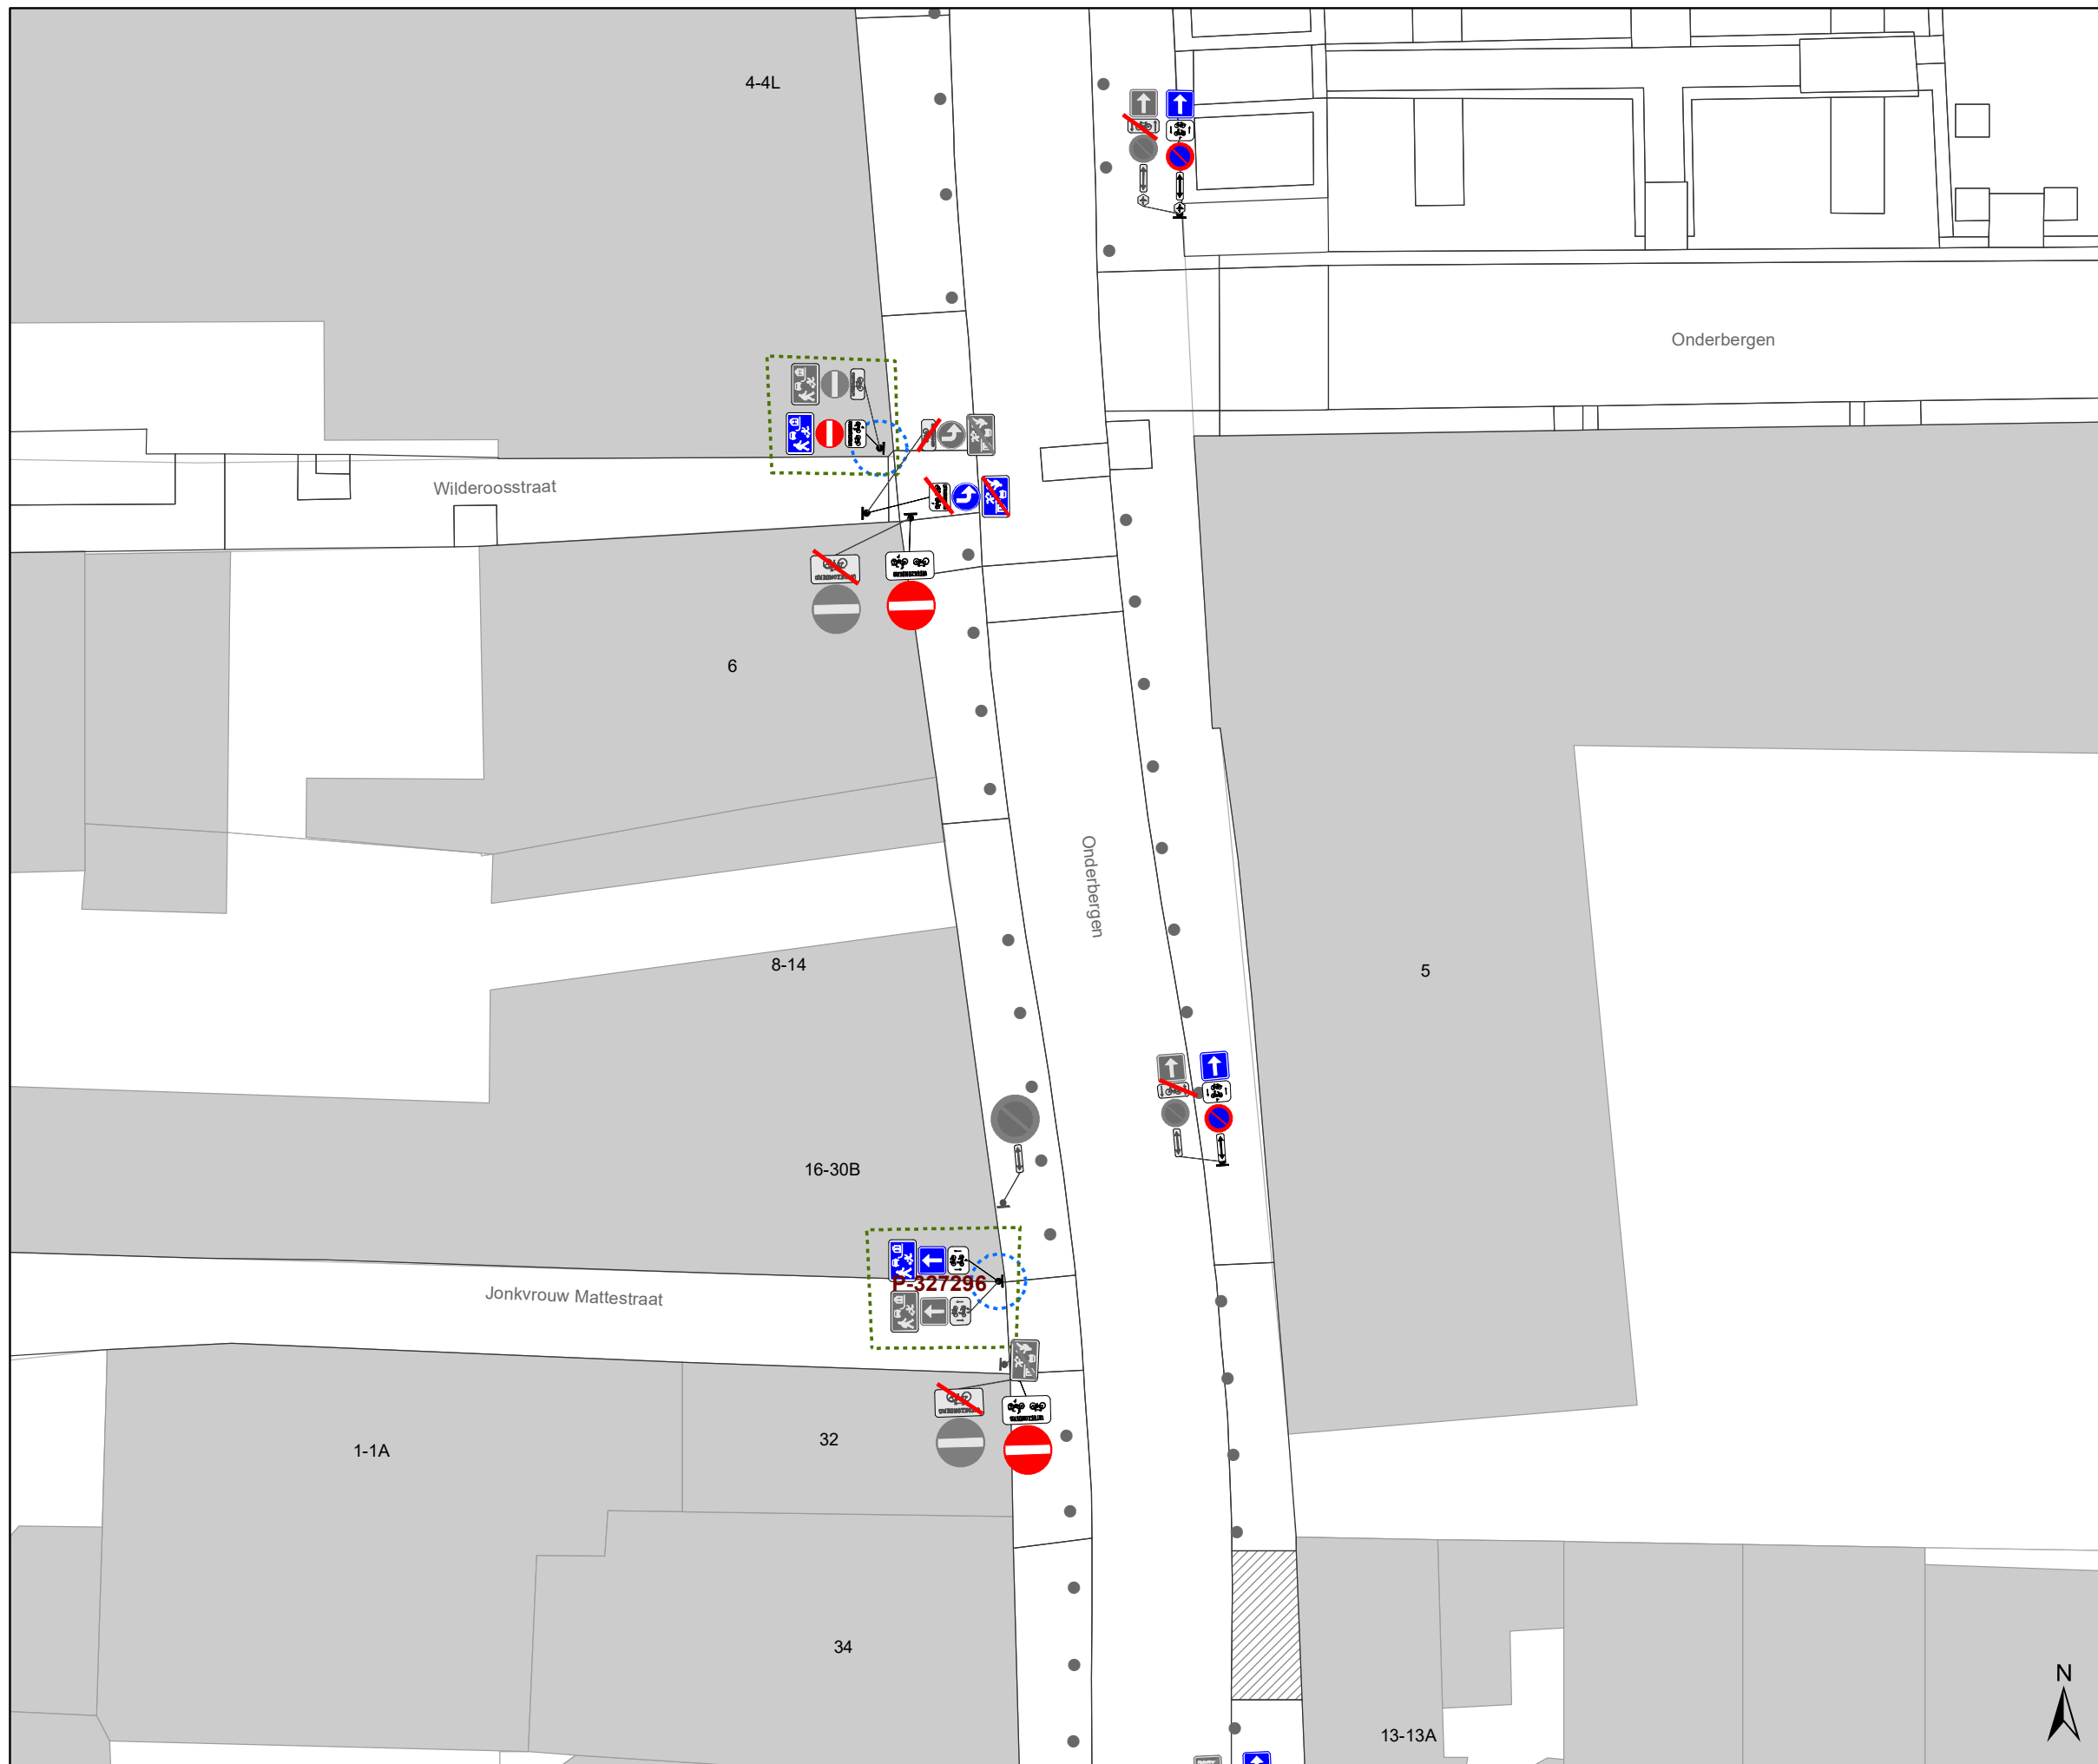 4-4L
Onderbergen
Wilderoosstraat
6
Onderbergen
8-14
5
16-30B
P-327296
Jonkvrouw Mattestraat
1-1A
32
34
13-13A
N